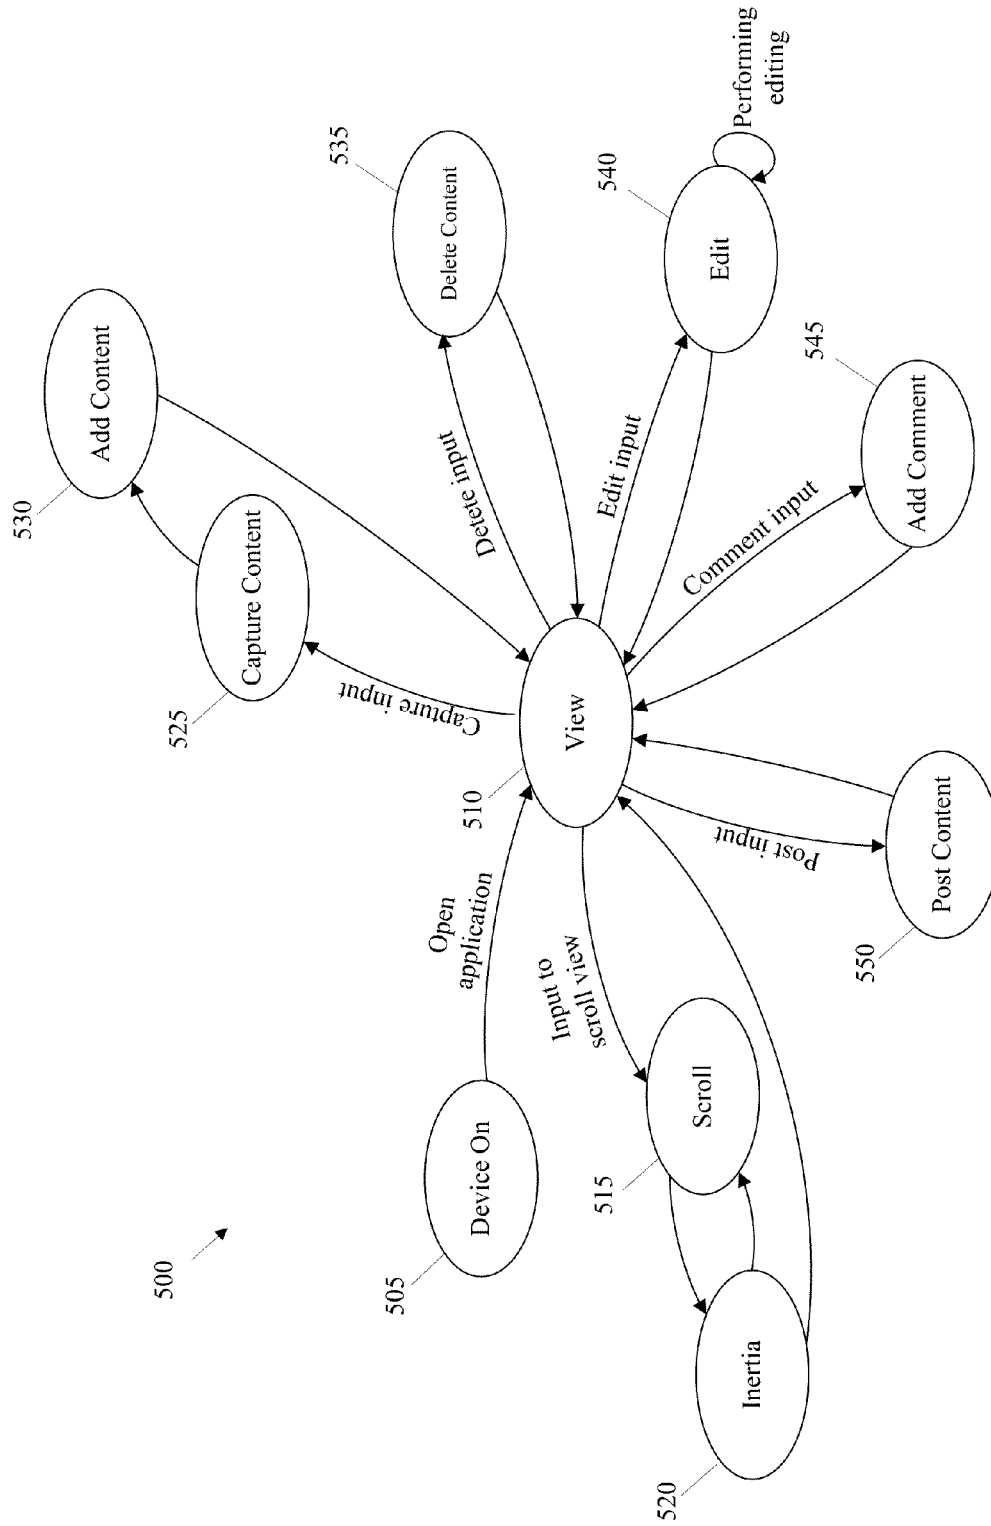 500
530
Add Content
525
Capture Content
Capture input
535
Delete Content
Detete input
505
Device On
Open
application
510
View
540
Edit
Edit input
Performing
editing
Input to
scroll view
515
Scroll
520
Inertia
Comment input
545
Add Comment
Post input
550
Post Content